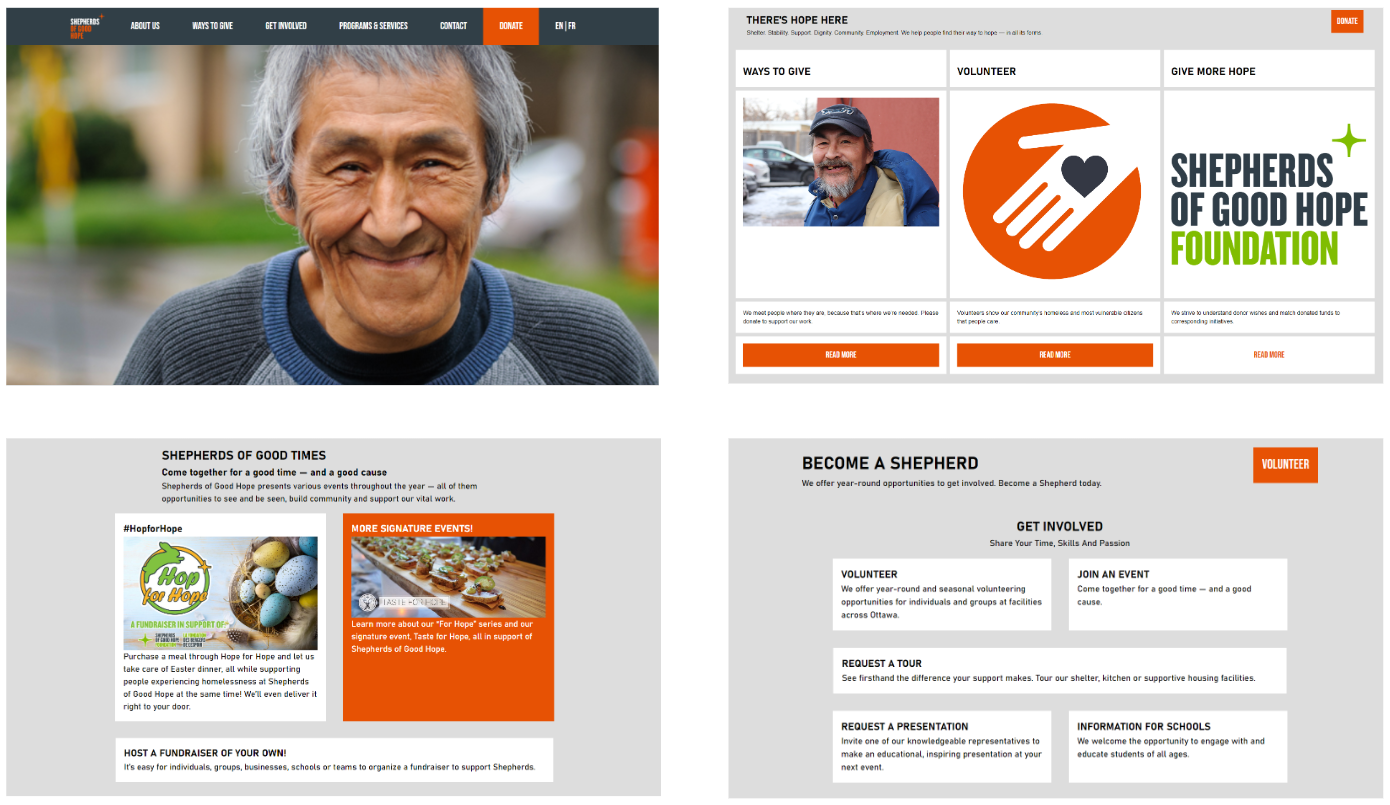 SHEPHERDS
OF GOOD
HOPE
ABOUT US
WAYS TO GIVE
GET INVOLVED
PROGRAMS & SERVICES
CONTACT
DONATE
EN | FR
THERE'S HOPE HERE
Shelter. Stability. Support. Dignity. Community. Employment. We help people find their way to hope — in all its forms
DONATE
WAYS TO GIVE
We meet people where they are, because that's where we're needed. Please
donate to support our work.
READ MORE
VOLUNTEER
Volunteers show our community's homeless and most vulnerable citizens
that people care.
READ MORE
GIVE MORE HOPE
SHEPHERDS
OF GOOD HOPE
FOUNDATION
We strive to understand donor wishes and match donated funds to
corresponding initiatives.
READ MORE
SHEPHERDS OF GOOD TIMES
Come together for a good time — and a good cause
Shepherds of Good Hope presents various events throughout the year — all of them
opportunities to see and be seen, build community and support our vital work.
#HopforHope
Hop
for Hope
A FUNDRAISER IN SUPPORT OF
SHEPHERDS
OF GOOD HOPE
Purchase a meal through Hope for Hope and let us
take care of Easter dinner, all while supporting
people experiencing homelessness at Shepherds
of Good Hope at the same time! We'll even deliver it
right to your door.
MORE SIGNATURE EVENTS!
TASTE FOR HOPE
Learn more about our "For Hope" series and our
signature event, Taste for Hope, all in support of
Shepherds of Good Hope.
HOST A FUNDRAISER OF YOUR OWN!
It's easy for individuals, groups, businesses, schools or teams to organize a fundraiser to support Shepherds.
BECOME A SHEPHERD
We offer year-round opportunities to get involved. Become a Shepherd today.
VOLUNTEER
GET INVOLVED
Share Your Time, Skills And Passion
VOLUNTEER
We offer year-round and seasonal volunteering
opportunities for individuals and groups at facilities
across Ottawa.
JOIN AN EVENT
Come together for a good time — and a good
cause.
REQUEST A TOUR
See firsthand the difference your support makes. Tour our shelter, kitchen or supportive housing facilities.
REQUEST A PRESENTATION
Invite one of our knowledgeable representatives to
make an educational, inspiring presentation at your
next event.
INFORMATION FOR SCHOOLS
We welcome the opportunity to engage with and
educate students of all ages.